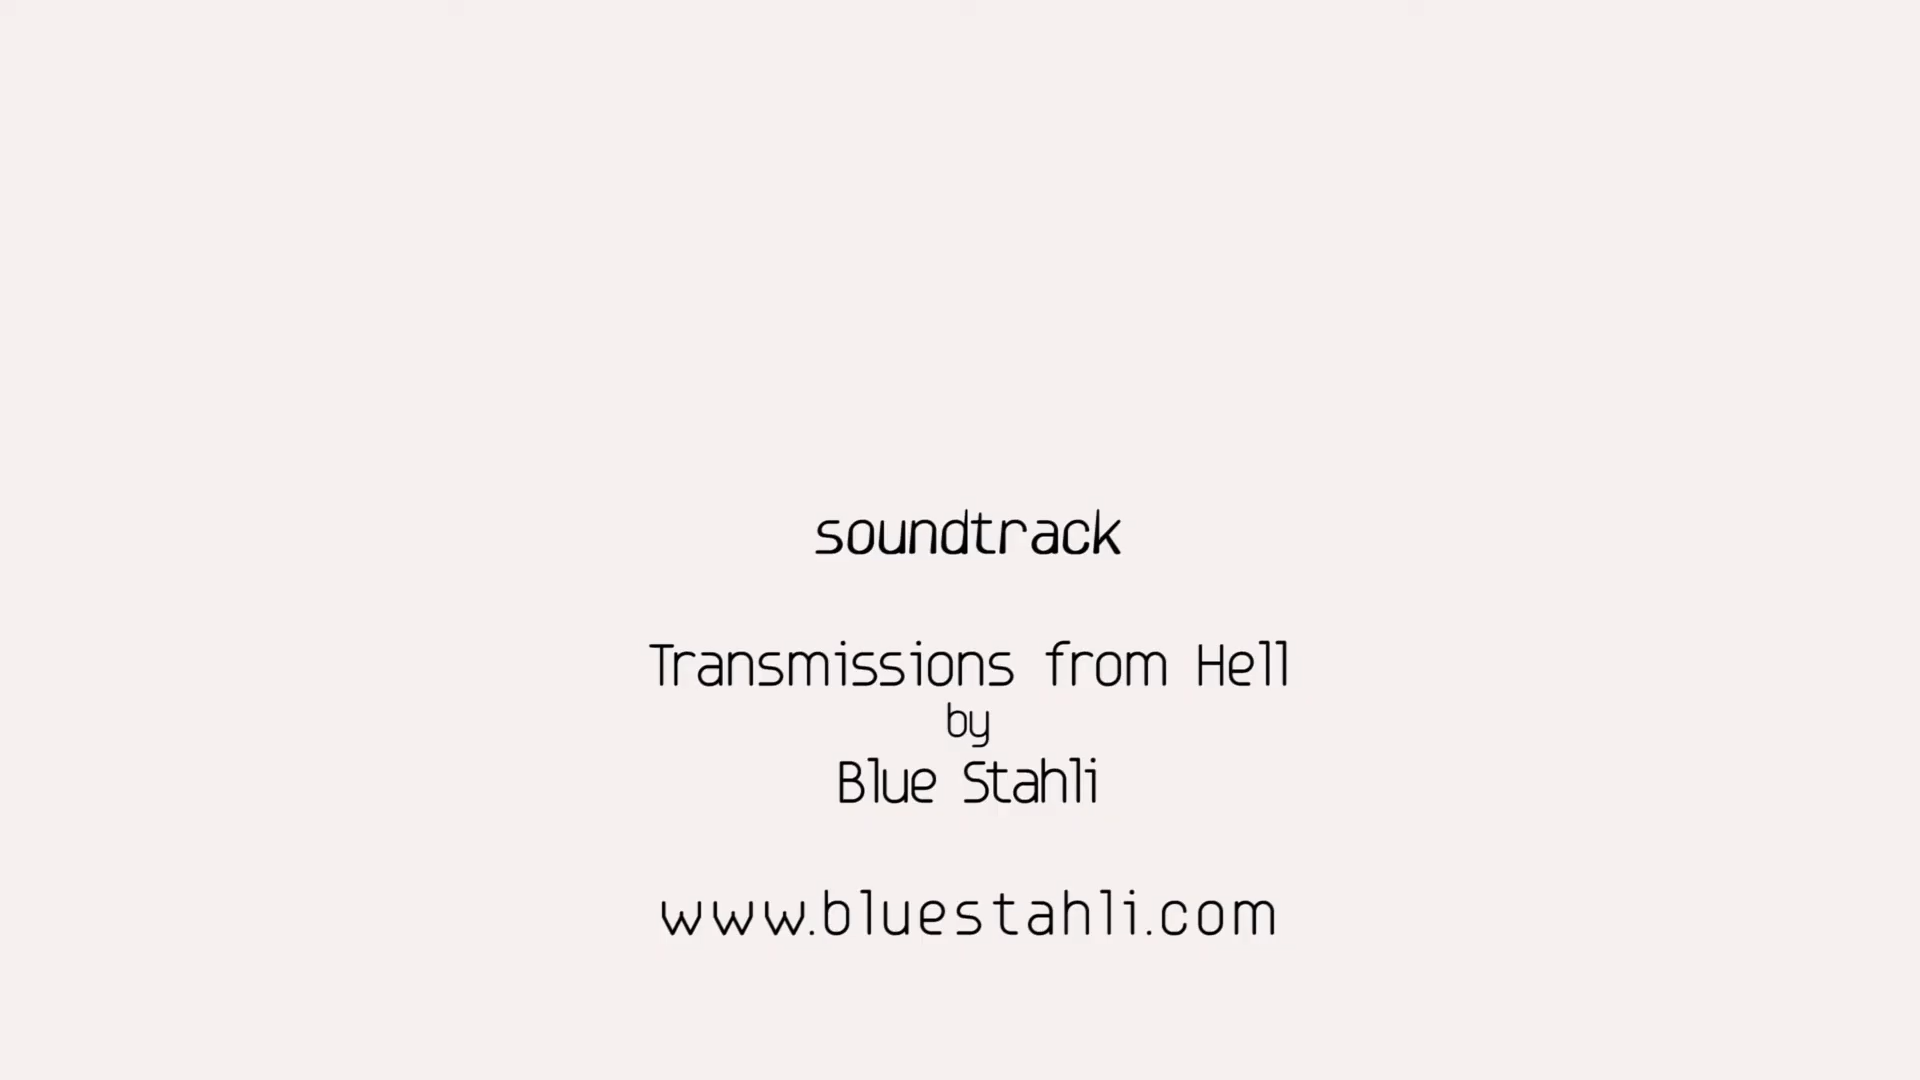 soundtrack
Transmissions from Hell
by
Blue Stahli
www.bluestahli.com